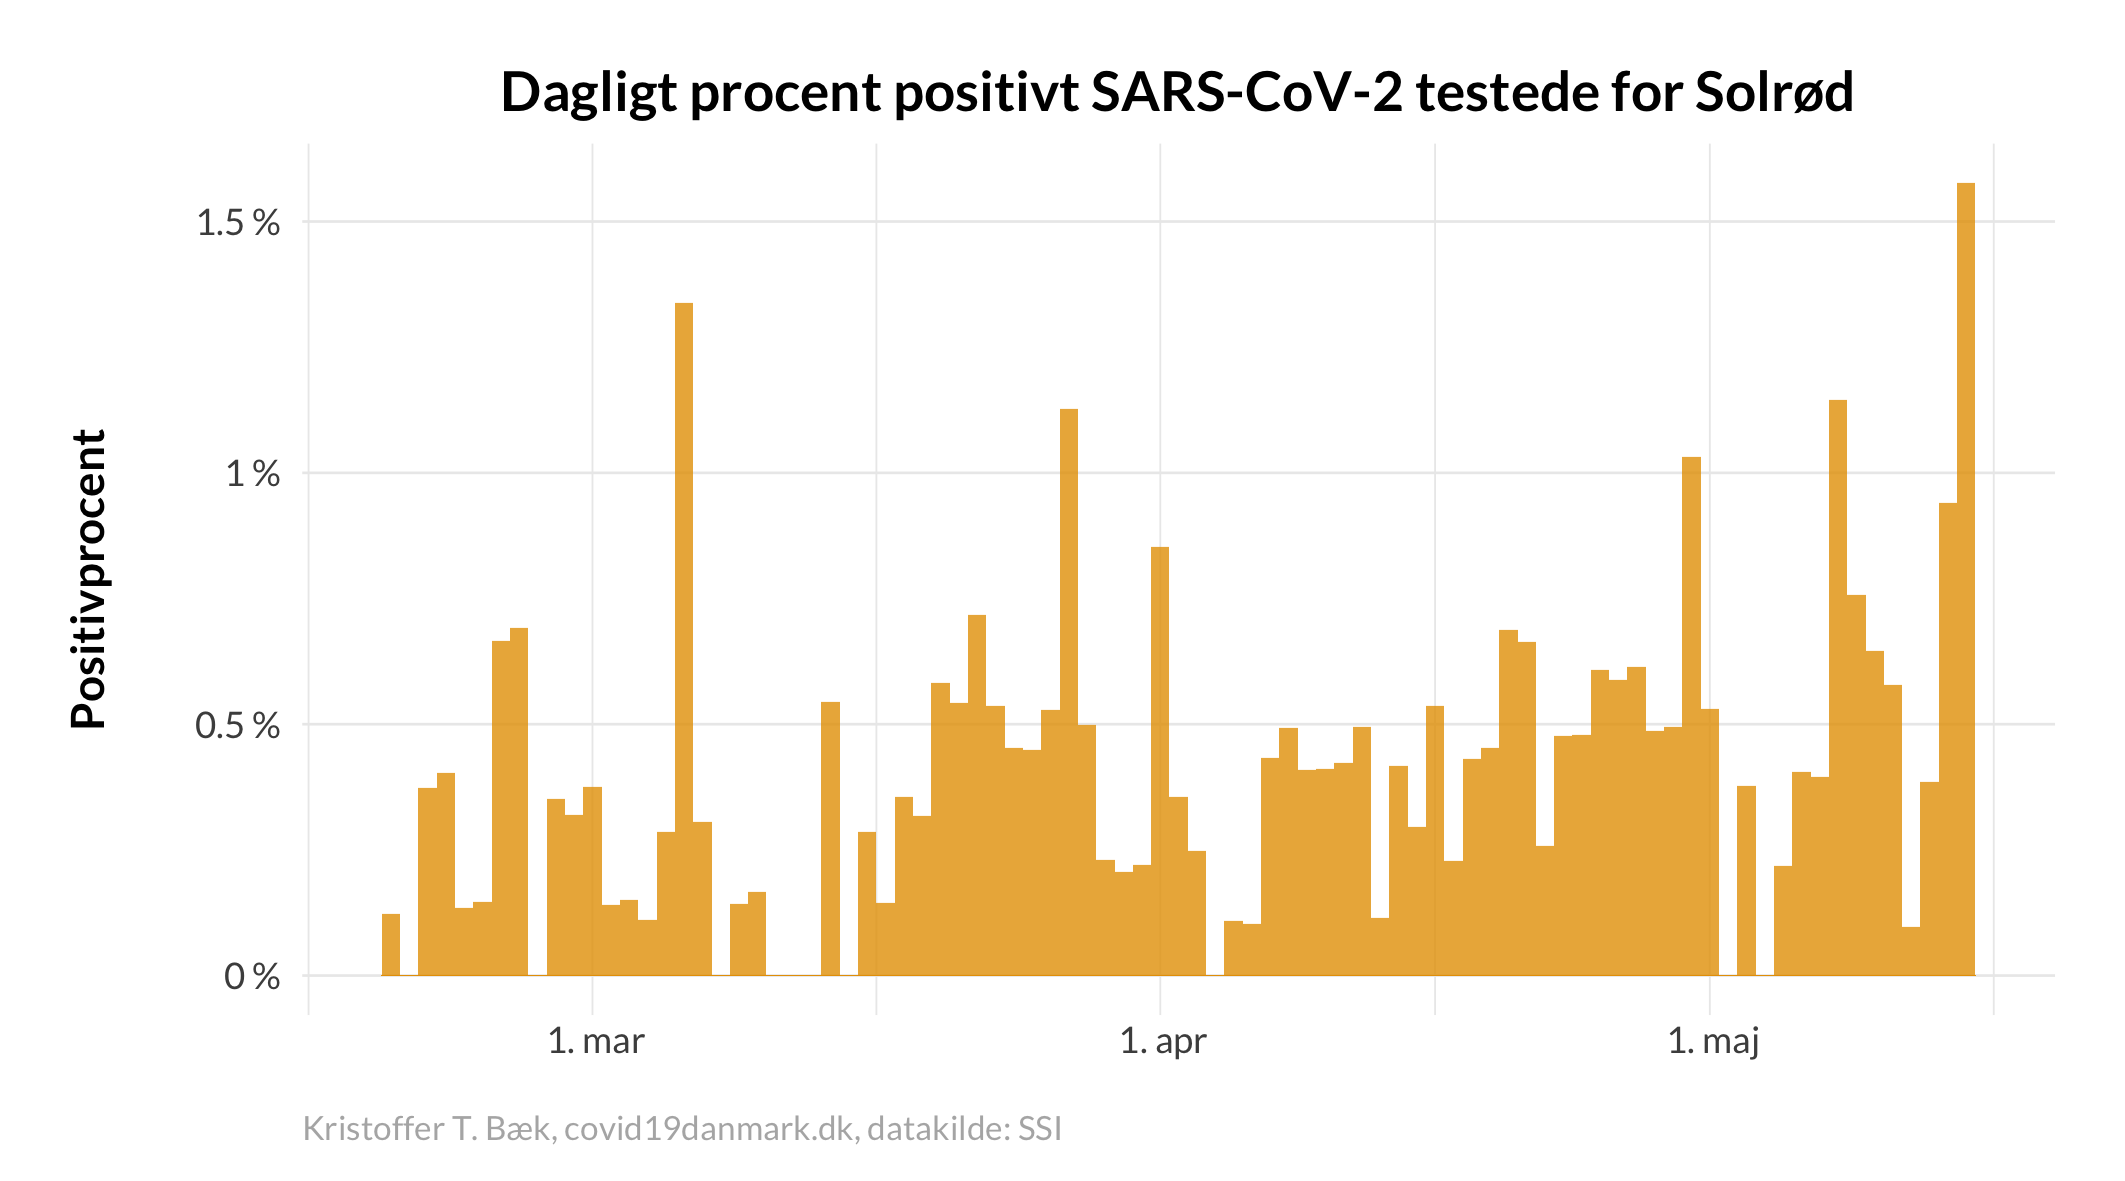 Dagligt procent positivt SARS-CoV-2 testede for Solrød
Positivprocent
1.5 %
1 %
0.5 %
0 %
1. mar
1. apr
1. maj
Kristoffer T. Bæk, covid19danmark.dk, datakilde: SSI